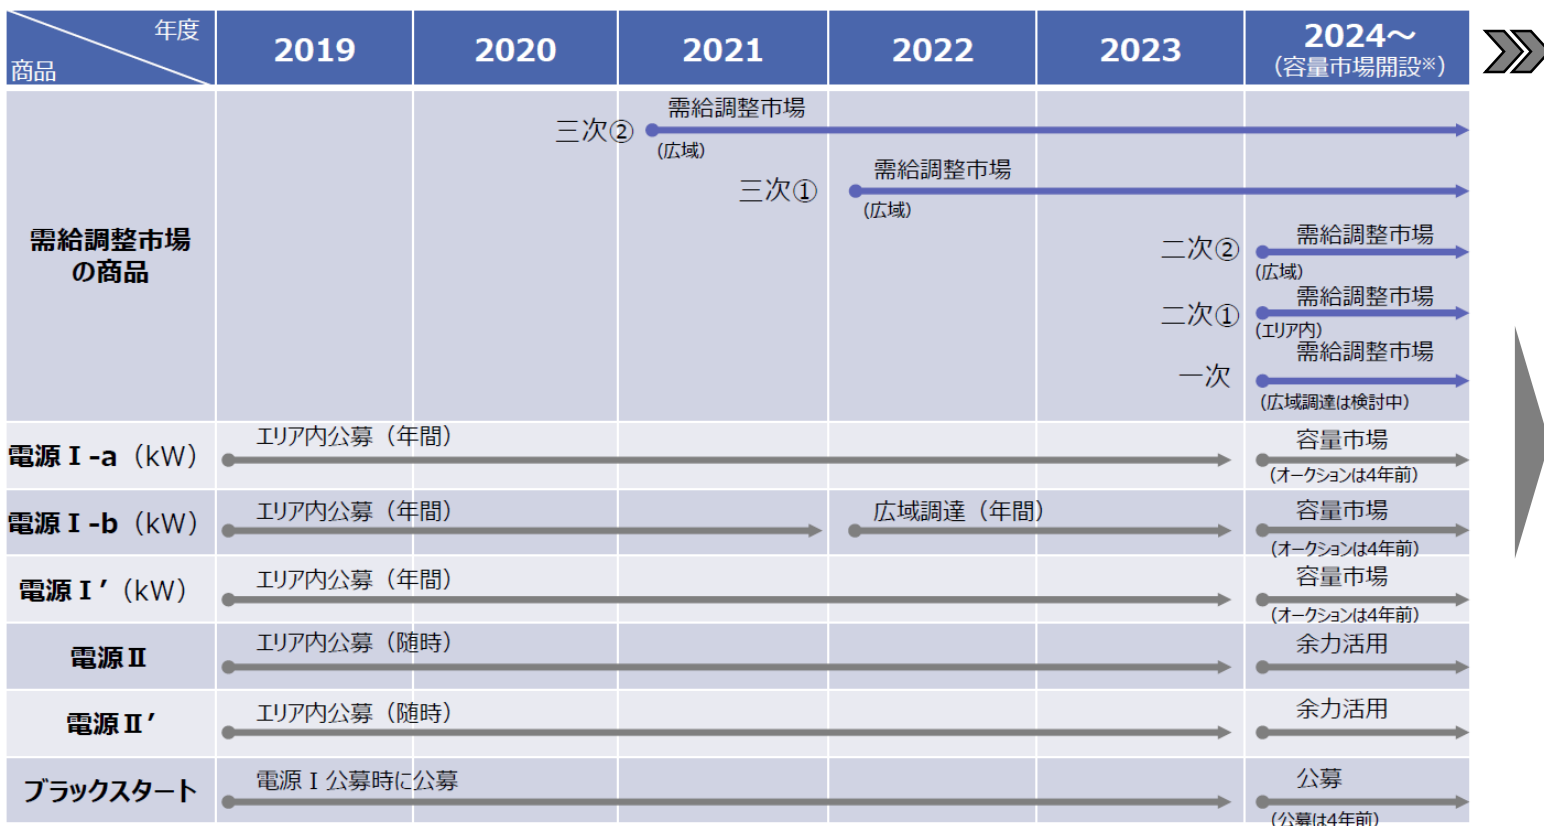 年度
商品
2019
2020
2021
2022
2023
2024～
(容量市場開設※)
需給調整市場
の商品
三次②
需給調整市場
(広域)
三次①
需給調整市場
(広域)
二次②
需給調整市場
(広域)
二次①
需給調整市場
(エリア内)
一次
需給調整市場
(広域調達は検討中)
電源Ⅰ-a（kW）
エリア内公募（年間）
容量市場
(オークションは4年前)
電源Ⅰ-b（kW）
エリア内公募（年間）
広域調達（年間）
容量市場
(オークションは4年前)
電源Ⅰ′（kW）
エリア内公募（年間）
容量市場
(オークションは4年前)
電源Ⅱ
エリア内公募（随時）
余力活用
電源Ⅱ′
エリア内公募（随時）
余力活用
ブラックスタート
電源Ⅰ公募時に公募
公募
(公募は4年前)